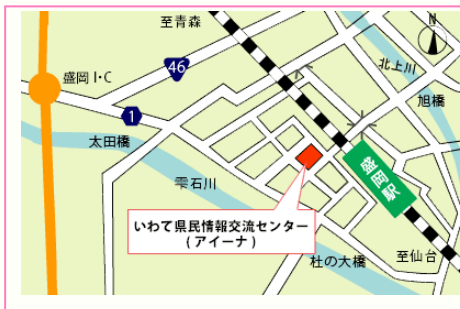 至青森
N
46
北上川
盛岡I・C
旭橋
1
太田橋
盛岡駅
雫石川
いわて県民情報交流センター
(アイーナ)
至仙台
杜の大橋